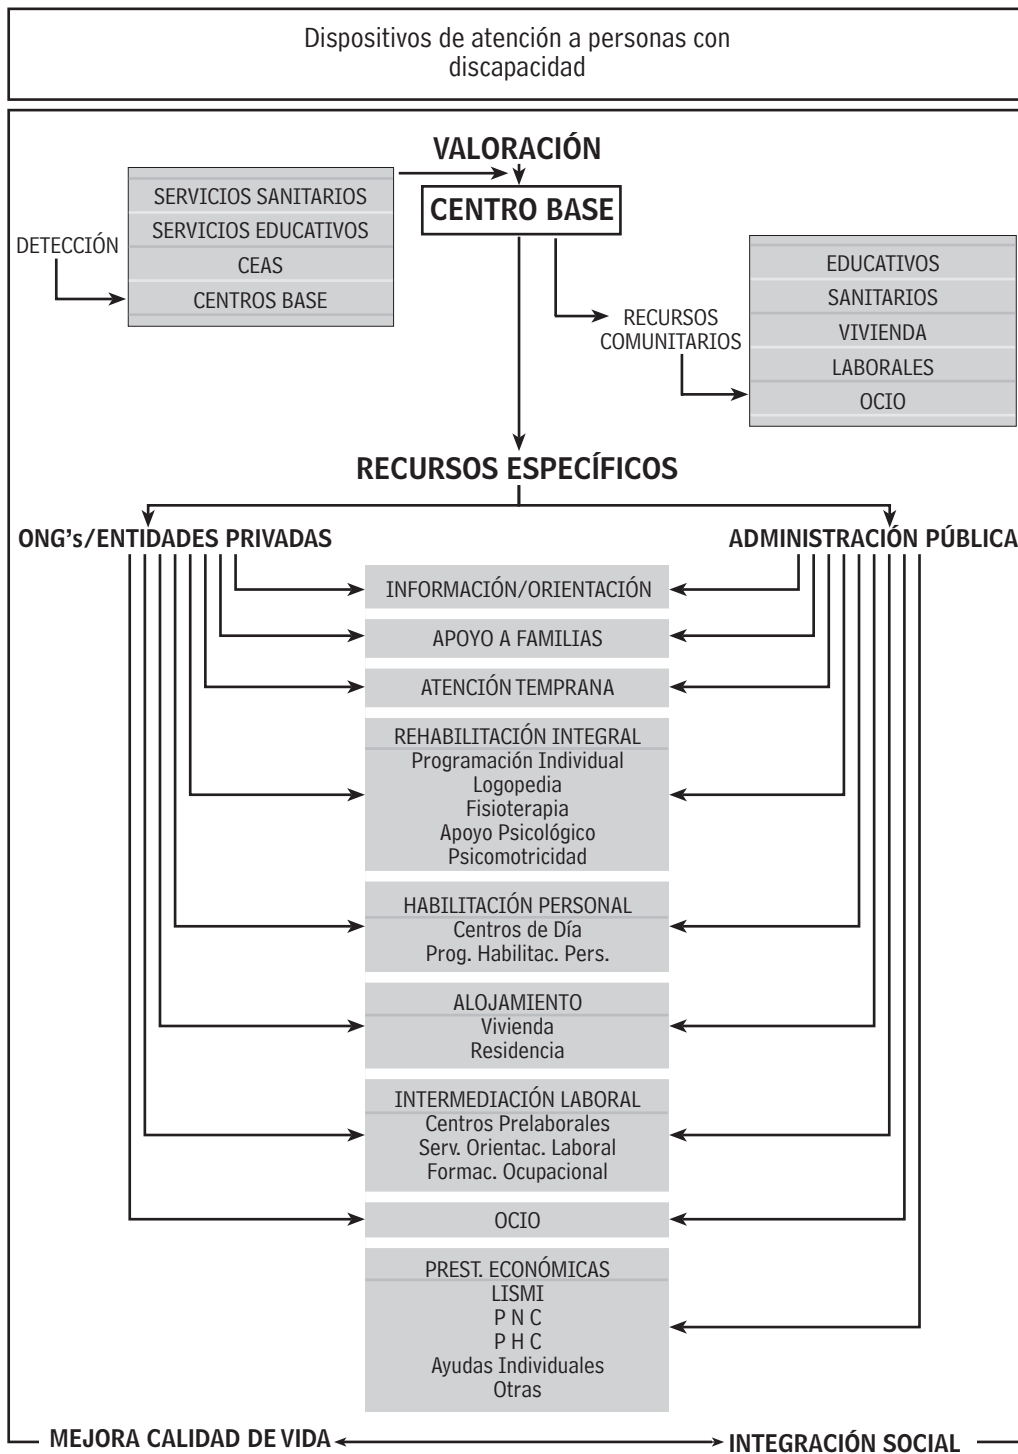 Dispositivos de atención a personas con
discapacidad
VALORACIÓN
CENTRO BASE
DETECCIÓN
SERVICIOS SANITARIOS
SERVICIOS EDUCATIVOS
CEAS
CENTROS BASE
RECURSOS
COMUNITARIOS
EDUCATIVOS
SANITARIOS
VIVIENDA
LABORALES
OCIO
RECURSOS ESPECÍFICOS
ONG's/ENTIDADES PRIVADAS
ADMINISTRACIÓN PÚBLICA
INFORMACIÓN/ORIENTACIÓN
APOYO A FAMILIAS
ATENCIÓN TEMPRANA
REHABILITACIÓN INTEGRAL
Programación Individual
Logopedia
Fisioterapia
Apoyo Psicológico
Psicomotricidad
HABILITACIÓN PERSONAL
Centros de Día
Prog. Habilitac. Pers.
ALOJAMIENTO
Vivienda
Residencia
INTERMEDIACIÓN LABORAL
Centros Prelaborales
Serv. Orientac. Laboral
Formac. Ocupacional
OCIO
PREST. ECONÓMICAS
LISMI
P N C
P H C
Ayudas Individuales
Otras
MEJORA CALIDAD DE VIDA
INTEGRACIÓN SOCIAL